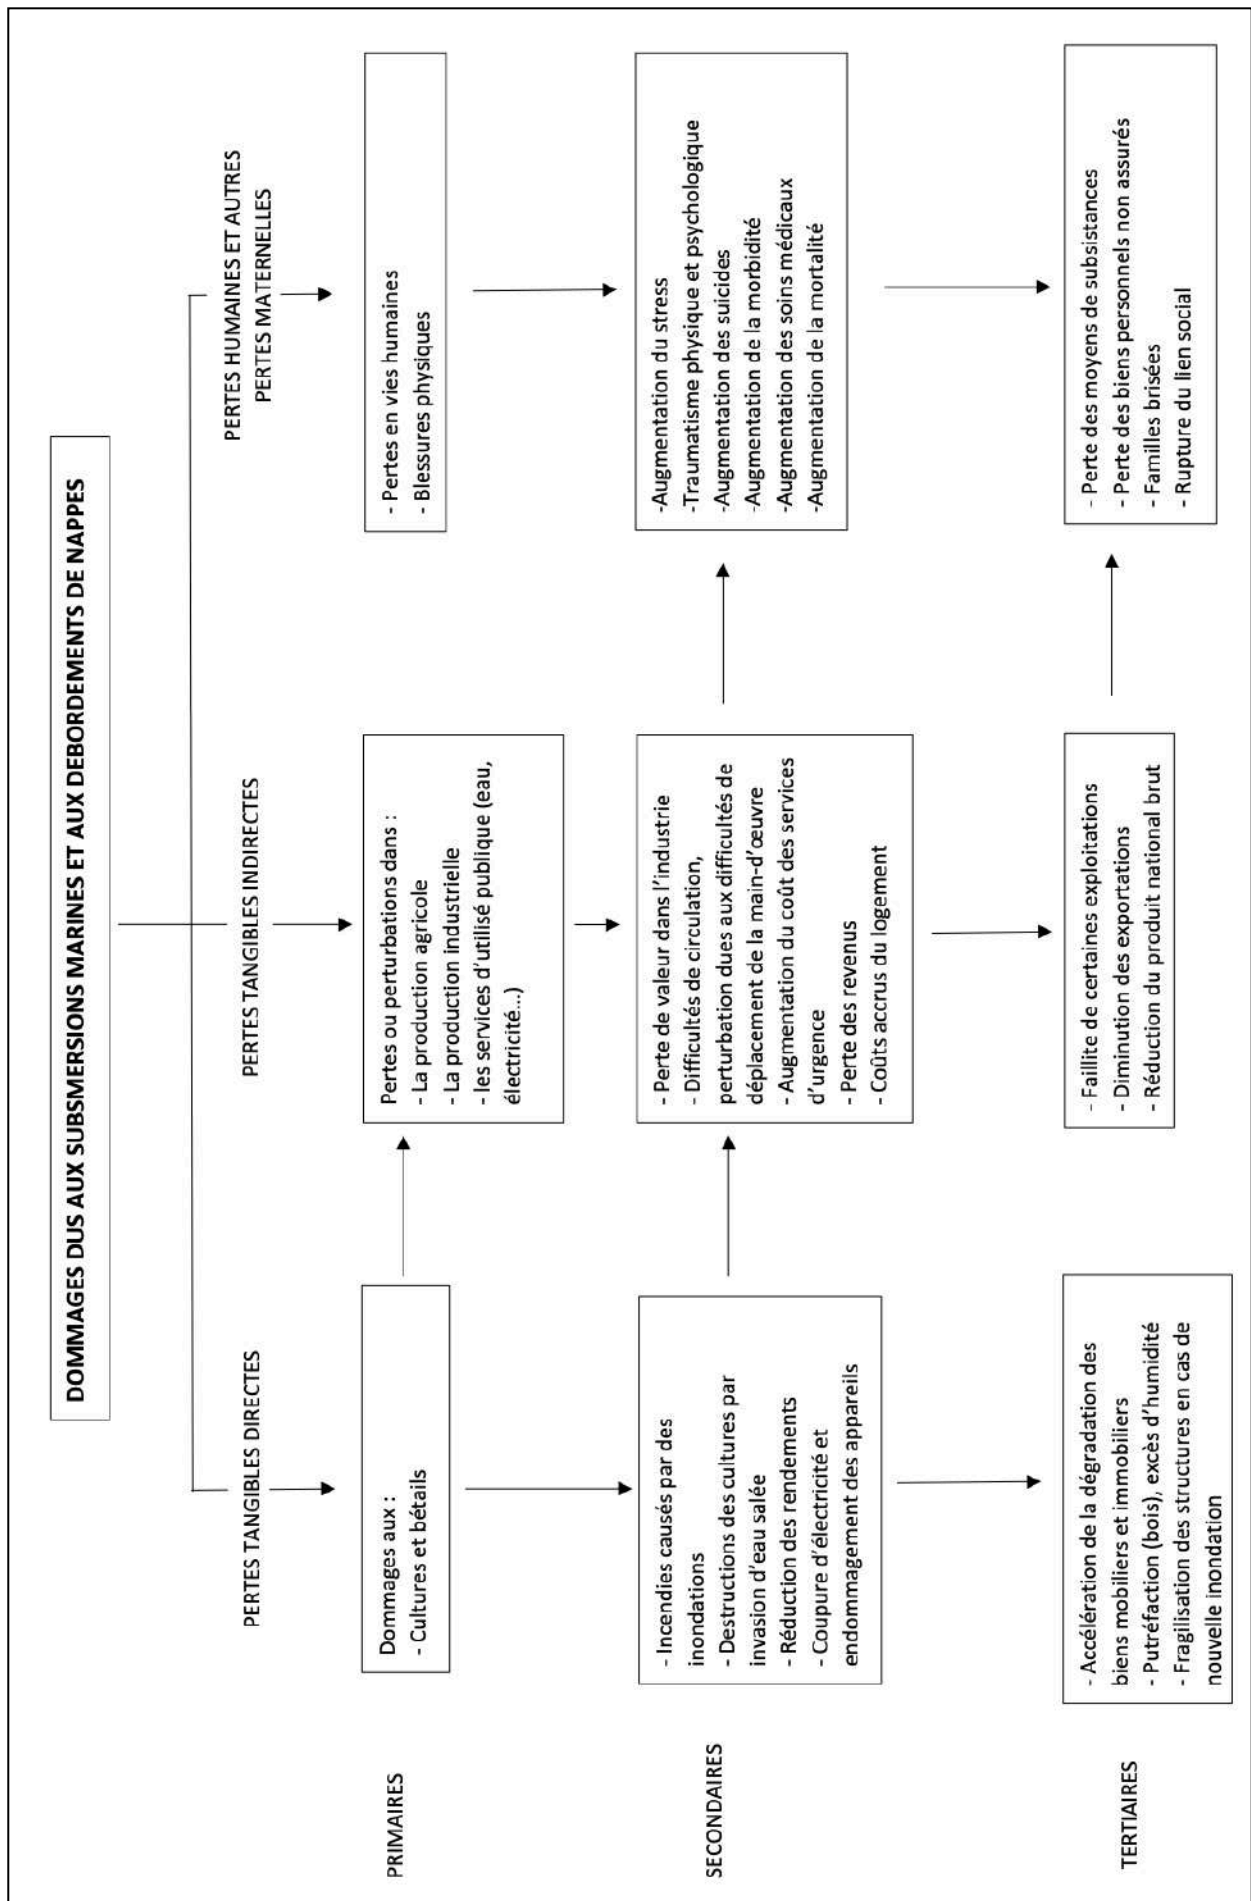 DOMMAGES DUS AUX SUBSMERSIONS MARINES ET AUX DEBORDEMENTS DE NAPPES
PERTES TANGIBLES DIRECTES
PERTES TANGIBLES INDIRECTES
PERTES HUMAINES ET AUTRES
PERTES MATERNELLES
PRIMAIRES
Dommages aux :
- Cultures et bétails
Pertes ou perturbations dans :
- La production agricole
- La production industrielle
- les services d'utilisé publique (eau,
électricité...)
- Pertes en vies humaines
- Blessures physiques
SECONDAIRES
- Incendies causés par des
inondations
- Destructions des cultures par
invasion d'eau salée
- Réduction des rendements
- Coupure d'électricité et
endommagement des appareils
- Perte de valeur dans l'industrie
- Difficultés de circulation,
perturbation dues aux difficultés de
déplacement de la main-d'œuvre
- Augmentation du coût des services
d'urgence
- Perte des revenus
- Coûts accrus du logement
-Augmentation du stress
-Traumatisme physique et psychologique
-Augmentation des suicides
-Augmentation de la morbidité
-Augmentation des soins médicaux
-Augmentation de la mortalité
TERTIAIRES
- Accélération de la dégradation des
biens mobiliers et immobiliers
- Putréfaction (bois), excès d'humidité
- Fragilisation des structures en cas de
nouvelle inondation
- Faillite de certaines exploitations
- Diminution des exportations
- Réduction du produit national brut
- Perte des moyens de subsistances
- Perte des biens personnels non assurés
- Familles brisées
- Rupture du lien social